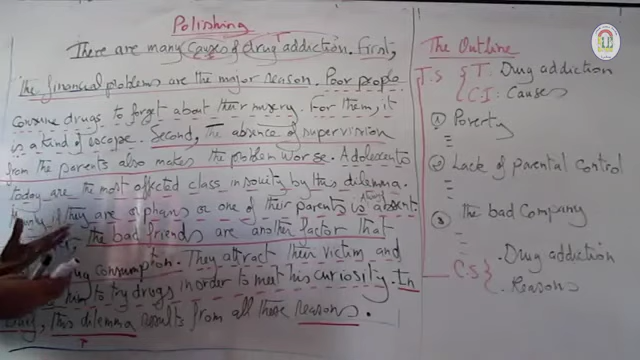 Polishing
There are many causes of drug addiction. First,
the financial problems are the major reason. Poor people
consume drugs to forget about their misery. For them, it
is a kind of escape. Second, the absence of supervision
from the parents also makes the problem worse. Adolescents
today are the most affected class in society by this dilemma.
if they are orphans or one of their parents is absent
the bad friends are another factor that
consumption. They attract their victim and
to try drugs in order to meet his curiosity. In
this dilemma results from all these reasons.
T
The Outline
T.S { T: Drug addiction
C.I: Causes
① Poverty
② Lack of parental control
③ The bad Company
C.S { . Drug addiction
. Reasons